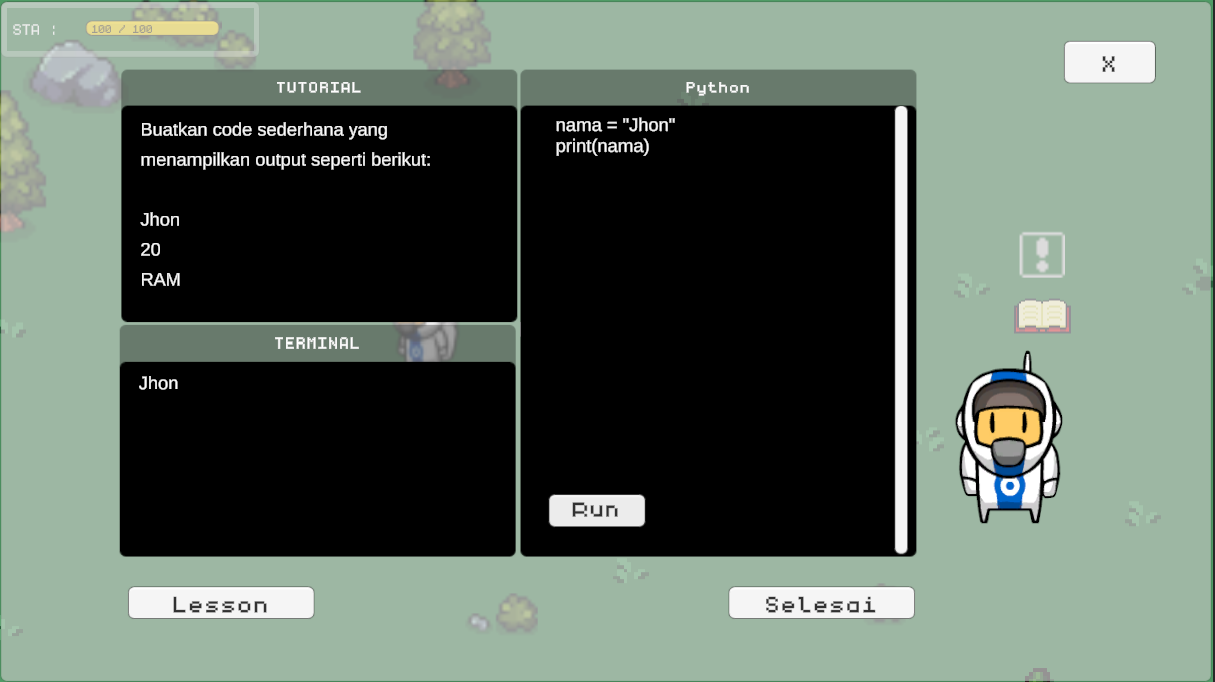 STA :
100 / 100
X
TUTORIAL
Buatkan code sederhana yang
menampilkan output seperti berikut:
Jhon
20
RAM
Python
nama = "Jhon"
print(nama)
Run
TERMINAL
Jhon
Lesson
Selesai